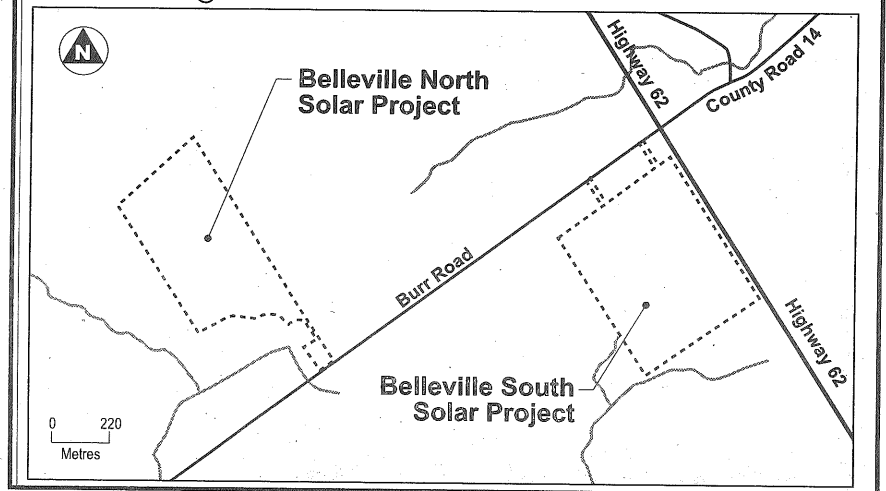 N
Belleville North
Solar Project
Highway 62
County Road 14
Burr Road
Highway 62
Belleville South
Solar Project
0 220
Metres